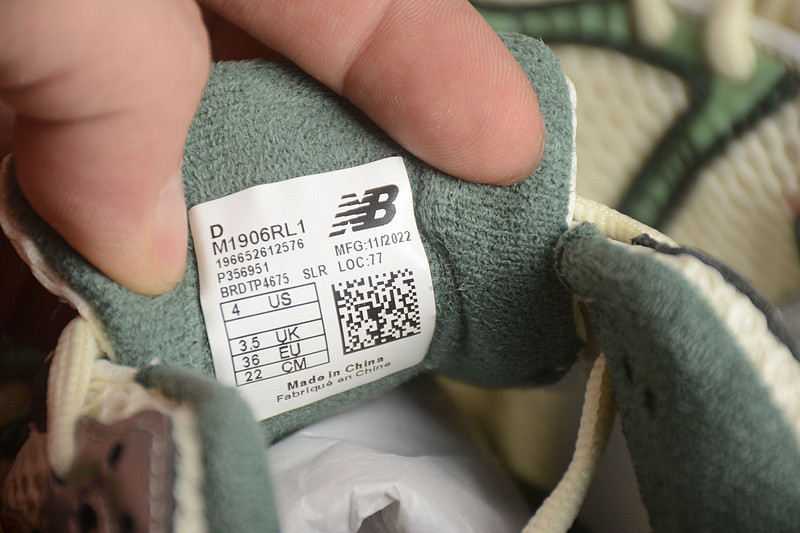 D
M1906RL1
196652612576
P356951
BRDTP4675 SLR
NB
MFG:11/2022
LOC:77
4 US
3.5 UK
36 EU
22 CM
Made in China
Fabriqué en Chine